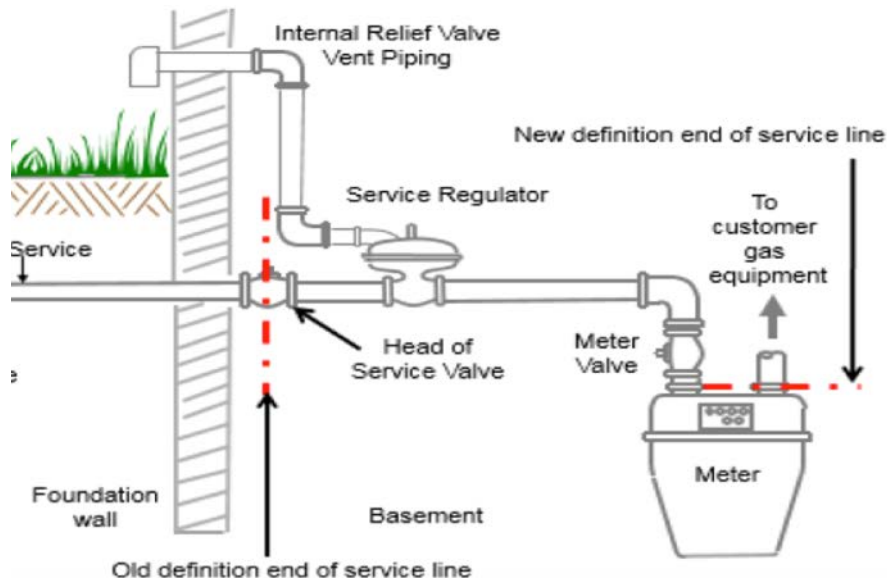 Internal Relief Valve
Vent Piping
New definition end of service line
Service Regulator
To
customer
gas
equipment
Service
Head of
Service Valve
Meter
Valve
Meter
Foundation
wall
Basement
Old definition end of service line